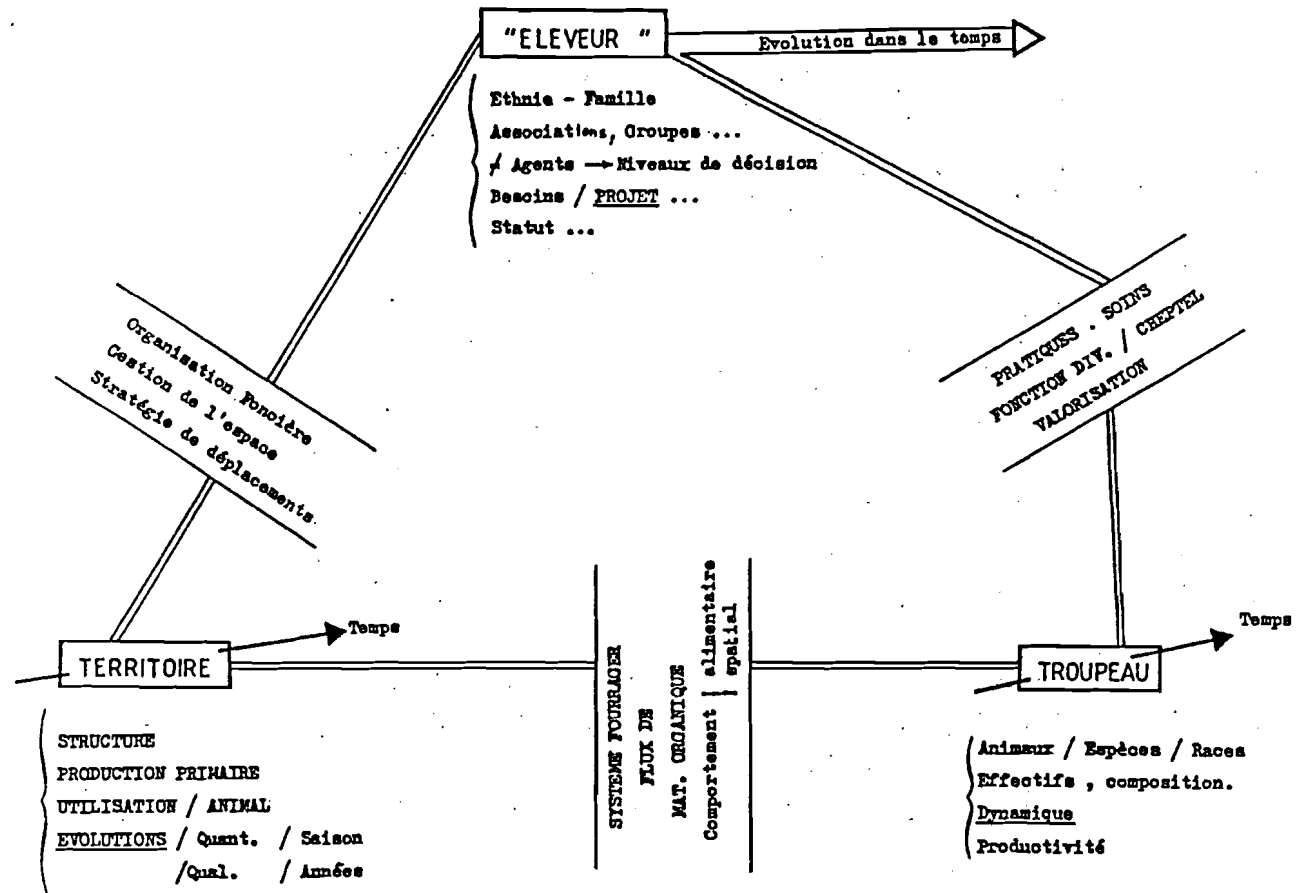 "ELEVEUR "
Evolution dans le temps
Ethnie - Famille
Associations, Groupes ...
≠ Agents → Niveaux de décision
Besoins / PROJET ...
Statut ...
Organisation Foncière
Gestion de l'espace
Stratégie de déplacements
PRATIQUES . SOINS
FONCTION DIV. / CHEPTEL
VALORISATION
TERRITOIRE
Temps
STRUCTURE
PRODUCTION PRIMAIRE
UTILISATION / ANIMAL
EVOLUTIONS / Quant. / Saison
/Qual. / Années
SYSTEME FOURRAGER
FLUX DE
MAT. ORGANIQUE
Comportement } alimentaire
} spatial
TROUPEAU
Temps
Animaux / Espèces / Races
Effectifs , composition.
Dynamique
Productivité